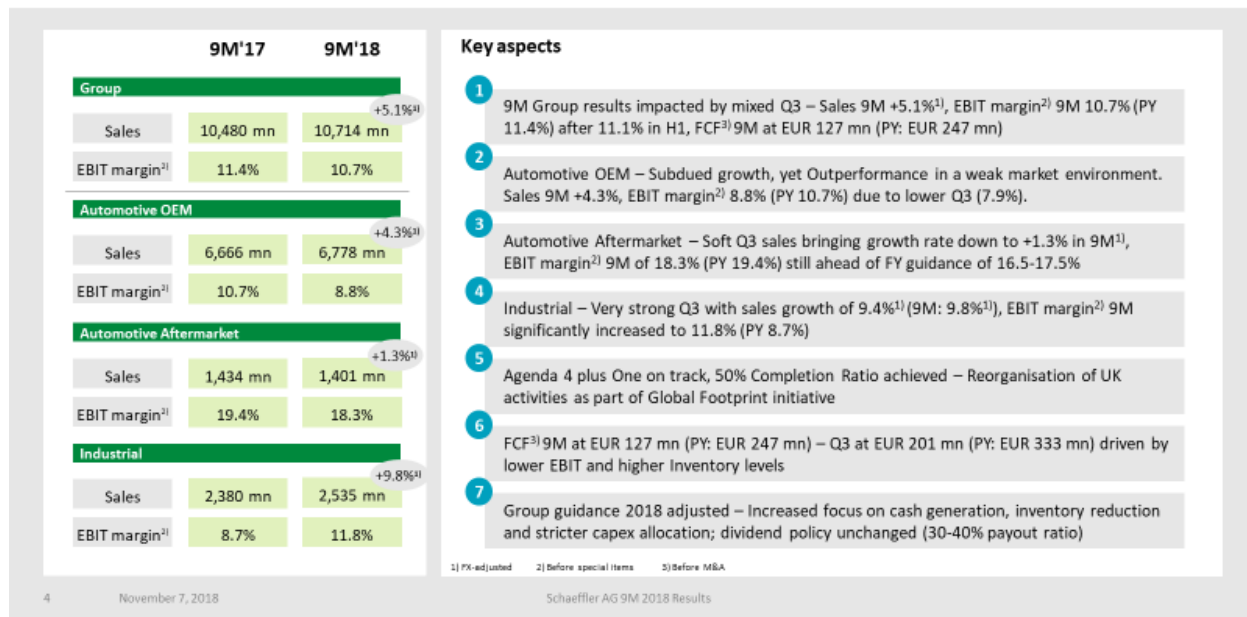 9M'17 9M'18
Group
+5.1%¹⁾
Sales 10,480 mn 10,714 mn
EBIT margin²⁾ 11.4% 10.7%
Automotive OEM
+4.3%¹⁾
Sales 6,666 mn 6,778 mn
EBIT margin²⁾ 10.7% 8.8%
Automotive Aftermarket
+1.3%¹⁾
Sales 1,434 mn 1,401 mn
EBIT margin²⁾ 19.4% 18.3%
Industrial
+9.8%¹⁾
Sales 2,380 mn 2,535 mn
EBIT margin²⁾ 8.7% 11.8%
Key aspects
1
9M Group results impacted by mixed Q3 – Sales 9M +5.1%¹⁾, EBIT margin²⁾ 9M 10.7% (PY
11.4%) after 11.1% in H1, FCF³⁾ 9M at EUR 127 mn (PY: EUR 247 mn)
2
Automotive OEM – Subdued growth, yet Outperformance in a weak market environment.
Sales 9M +4.3%, EBIT margin²⁾ 8.8% (PY 10.7%) due to lower Q3 (7.9%).
3
Automotive Aftermarket – Soft Q3 sales bringing growth rate down to +1.3% in 9M¹⁾,
EBIT margin²⁾ 9M of 18.3% (PY 19.4%) still ahead of FY guidance of 16.5-17.5%
4
Industrial – Very strong Q3 with sales growth of 9.4%¹⁾ (9M: 9.8%¹⁾), EBIT margin²⁾ 9M
significantly increased to 11.8% (PY 8.7%)
5
Agenda 4 plus One on track, 50% Completion Ratio achieved – Reorganisation of UK
activities as part of Global Footprint initiative
6
FCF³⁾ 9M at EUR 127 mn (PY: EUR 247 mn) – Q3 at EUR 201 mn (PY: EUR 333 mn) driven by
lower EBIT and higher Inventory levels
7
Group guidance 2018 adjusted – Increased focus on cash generation, inventory reduction
and stricter capex allocation; dividend policy unchanged (30-40% payout ratio)
1) FX-adjusted 2) Before special items 3) Before M&A
4 November 7, 2018 Schaeffler AG 9M 2018 Results